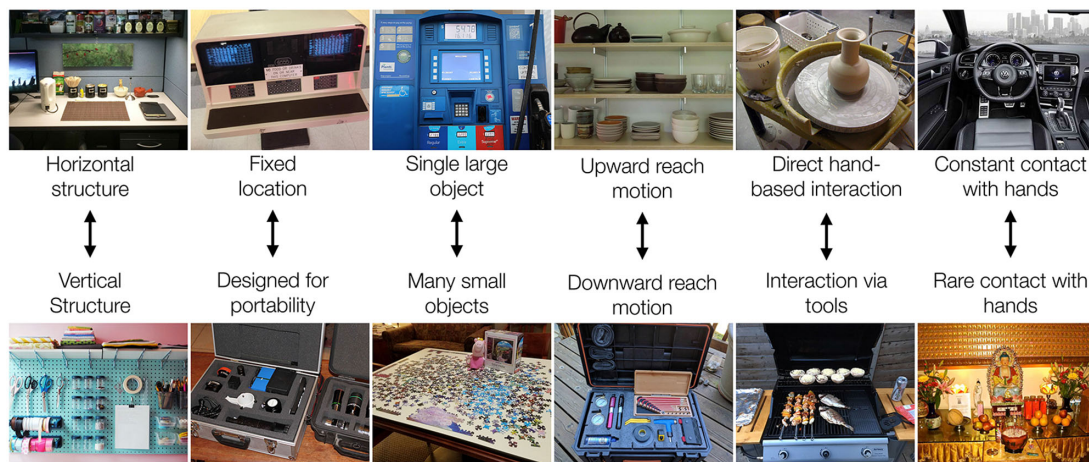 5478
Horizontal
structure
Fixed
location
Single large
object
Upward reach
motion
Direct hand-
based interaction
Constant contact
with hands
Vertical
Structure
Designed for
portability
Many small
objects
Downward reach
motion
Interaction via
tools
Rare contact with
hands